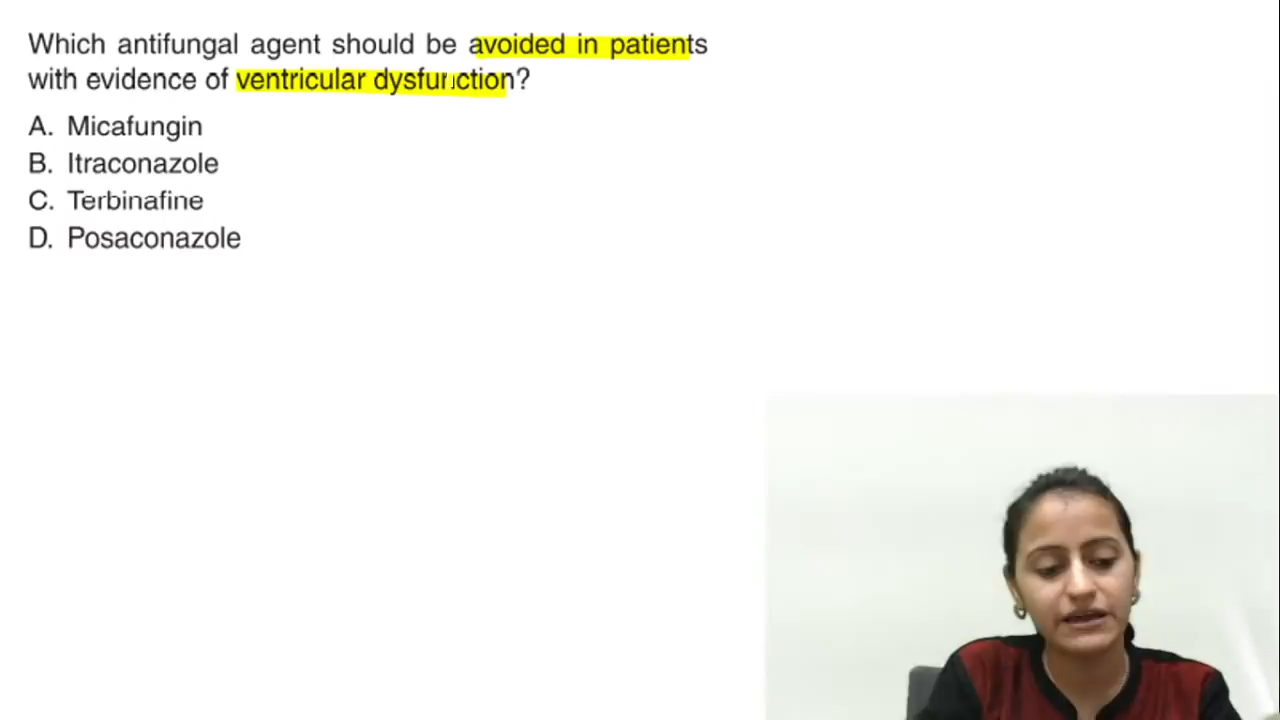 Which antifungal agent should be avoided in patients
with evidence of ventricular dysfunction?
A. Micafungin
B. Itraconazole
C. Terbinafine
D. Posaconazole